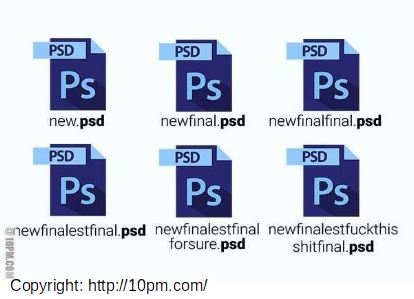 PSD PSD PSD
Ps Ps Ps
new.psd newfinal.psd newfinalfinal.psd
PSD PSD PSD
Ps Ps Ps
newfinalestfinal.psd newfinalestfinal newfinalestfuckthis
forsure.psd shitfinal.psd
© 10PM.COM
Copyright: http://10pm.com/